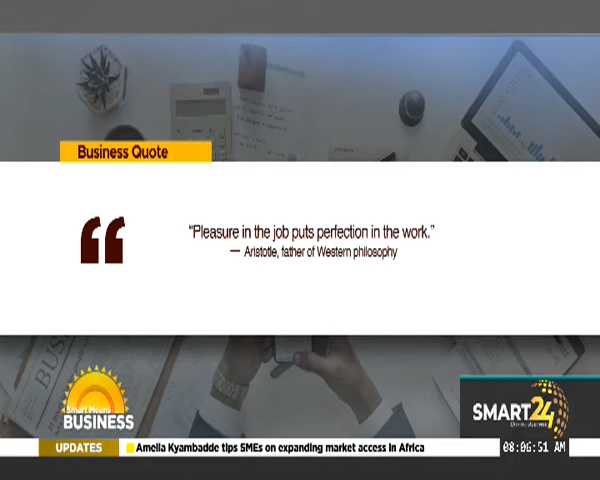 Business Quote
“Pleasure in the job puts perfection in the work.”
— Aristotle, father of Western philosophy
BUSI
Smart Means
BUSINESS
SMART24
UPDATES
Amelia Kyambadde tips SMEs on expanding market access in Africa
08:06:51 AM